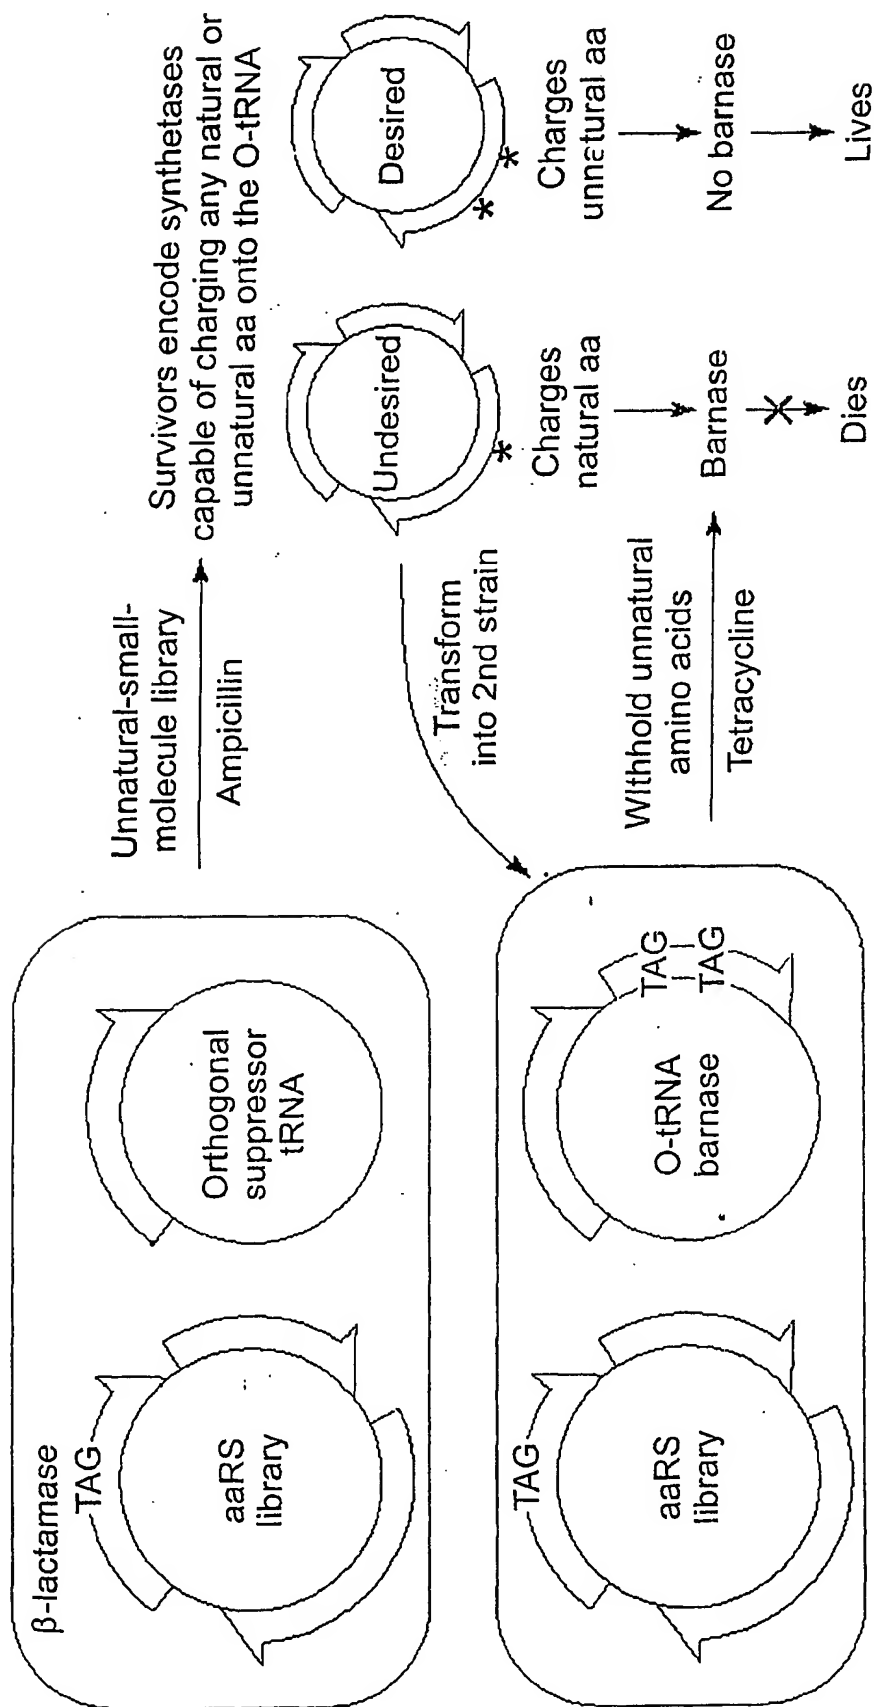 β-lactamase
TAG
aaRS
library
Orthogonal
suppressor
tRNA
Unnatural-small-
molecule library
Ampicillin
Survivors encode synthetases
capable of charging any natural or
unnatural aa onto the O-tRNA
Undesired
*
Charges
natural aa
Barnase
Dies
Desired
*
*
Charges
unnatural aa
No barnase
Lives
Transform
into 2nd strain
TAG
aaRS
library
O-tRNA
barnase
TAG
TAG
Withhold unnatural
amino acids
Tetracycline